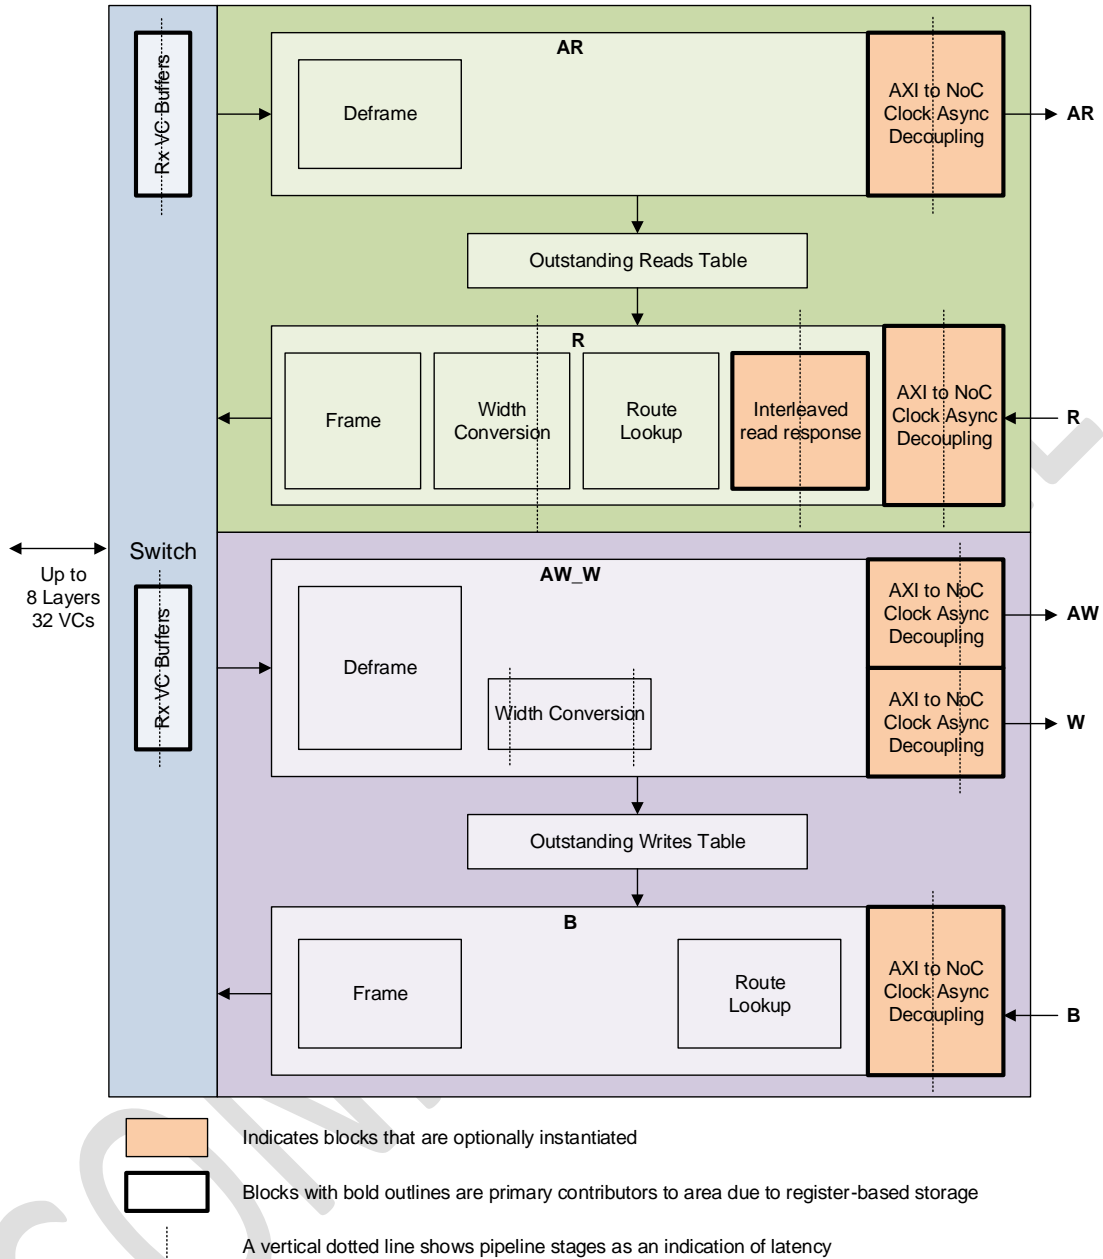 AR
Rx VC Buffers
Deframe
AXI to NoC
Clock Async
Decoupling
AR
Outstanding Reads Table
R
Frame
Width
Conversion
Route
Lookup
Interleaved
read response
AXI to NoC
Clock Async
Decoupling
R
Switch
Up to
8 Layers
32 VCs
Rx VC Buffers
AW_W
Deframe
Width Conversion
AXI to NoC
Clock Async
Decoupling
AW
AXI to NoC
Clock Async
Decoupling
W
Outstanding Writes Table
B
Frame
Route
Lookup
AXI to NoC
Clock Async
Decoupling
B
Indicates blocks that are optionally instantiated
Blocks with bold outlines are primary contributors to area due to register-based storage
A vertical dotted line shows pipeline stages as an indication of latency